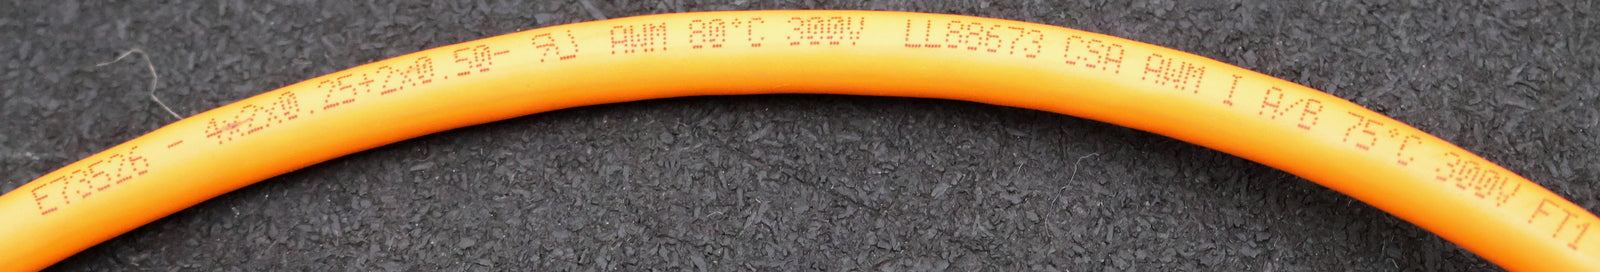 E73526 - 4x2x0.25+2x0.50- AWM 80°C 300V LL88673 CSA AWM I A/B 75°C 300V FT1